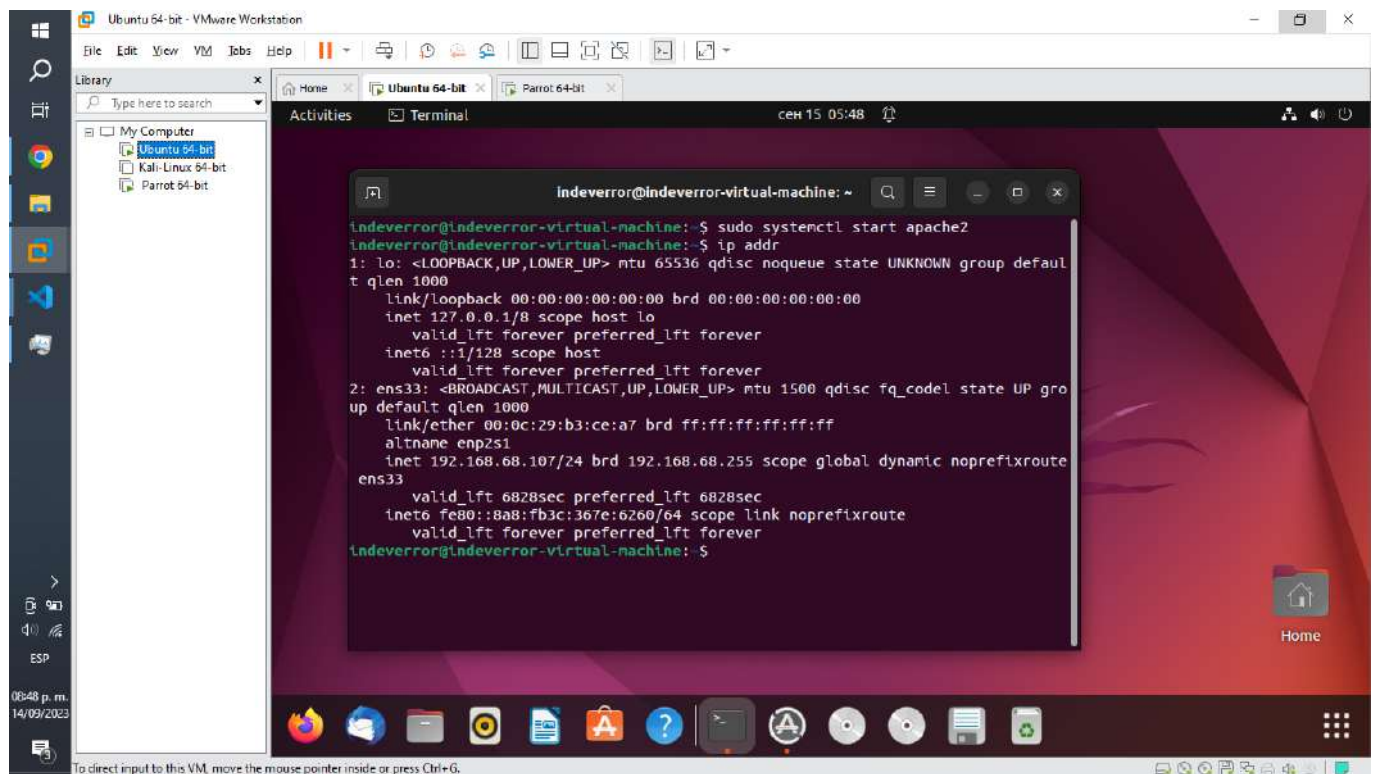 Ubuntu 64-bit - VMware Workstation
File Edit View VM Tabs Help
Library
Type here to search
My Computer
Ubuntu 64-bit
Kali-Linux 64-bit
Parrot 64-bit
Home Ubuntu 64-bit Parrot 64-bit
Activities Terminal сен 15 05:48
indeverror@indeverror-virtual-machine: ~
indeverror@indeverror-virtual-machine:~$ sudo systemctl start apache2
indeverror@indeverror-virtual-machine:~$ ip addr
1: lo: <LOOPBACK,UP,LOWER_UP> mtu 65536 qdisc noqueue state UNKNOWN group defaul
t qlen 1000
link/loopback 00:00:00:00:00:00 brd 00:00:00:00:00:00
inet 127.0.0.1/8 scope host lo
valid_lft forever preferred_lft forever
inet6 ::1/128 scope host
valid_lft forever preferred_lft forever
2: ens33: <BROADCAST,MULTICAST,UP,LOWER_UP> mtu 1500 qdisc fq_codel state UP gro
up default qlen 1000
link/ether 00:0c:29:b3:ce:a7 brd ff:ff:ff:ff:ff:ff
altname enp2s1
inet 192.168.68.107/24 brd 192.168.68.255 scope global dynamic noprefixroute
ens33
valid_lft 6828sec preferred_lft 6828sec
inet6 fe80::8a8:fb3c:367e:6260/64 scope link noprefixroute
valid_lft forever preferred_lft forever
indeverror@indeverror-virtual-machine:~$
Home
ESP
08:48 p. m.
14/09/2023
To direct input to this VM, move the mouse pointer inside or press Ctrl+G.